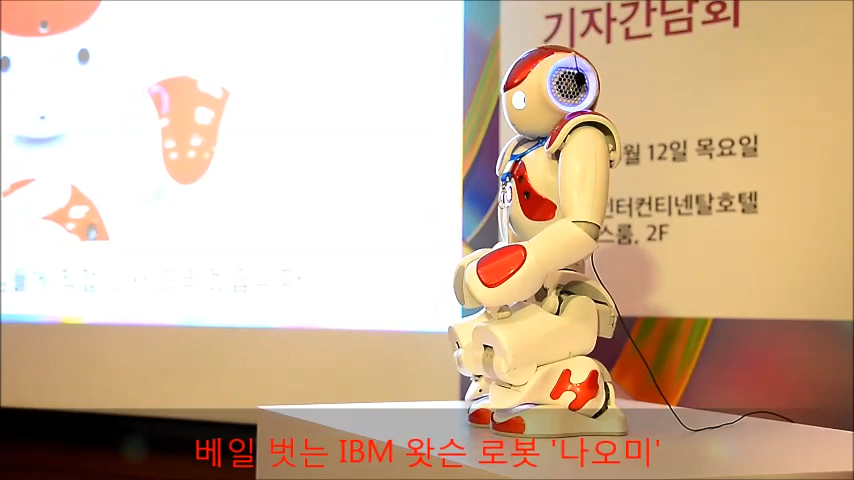 기자간담회
월 12일 목요일
인터컨티넨탈호텔
스룸, 2F
베일 벗는 IBM 왓슨 로봇 '나오미'